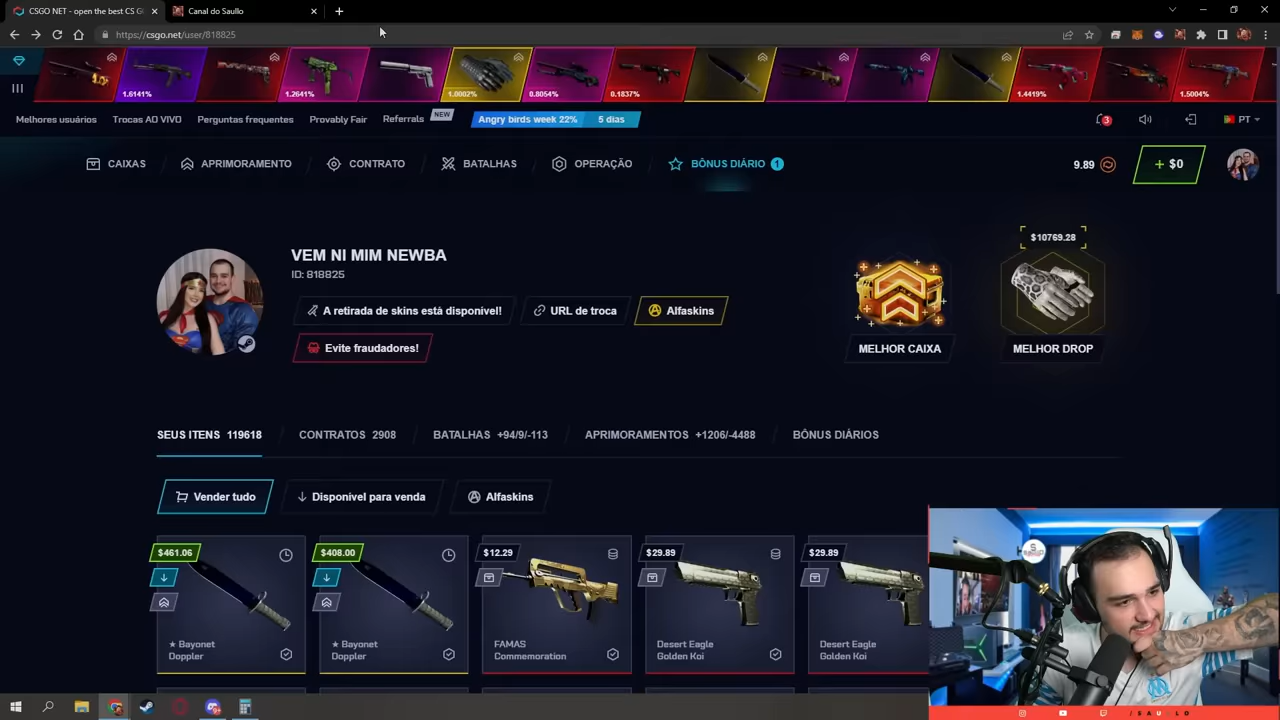 CSGO NET - open the best CS G
Canal do Saullo
https://csgo.net/user/818825
1.6141%
1.2641%
1.0002%
0.8054%
0.1837%
1.4419%
1.5004%
Melhores usuários
Trocas AO VIVO
Perguntas frequentes
Provably Fair
Referrals
NEW
Angry birds week 22%
5 dias
3
PT
CAIXAS
APRIMORAMENTO
CONTRATO
BATALHAS
OPERAÇÃO
BÔNUS DIÁRIO
1
9.89
+ $0
VEM NI MIM NEWBA
ID: 818825
A retirada de skins está disponivel!
URL de troca
Alfaskins
Evite fraudadores!
MELHOR CAIXA
$10769.28
MELHOR DROP
SEUS ITENS 119618
CONTRATOS 2908
BATALHAS +94/9/-113
APRIMORAMENTOS +1206/-4488
BÔNUS DIÁRIOS
Vender tudo
Disponivel para venda
Alfaskins
$461.06
★ Bayonet
Doppler
$408.00
★ Bayonet
Doppler
$12.29
FAMAS
Commemoration
$29.89
Desert Eagle
Golden Koi
$29.89
Desert Eagle
Golden Koi